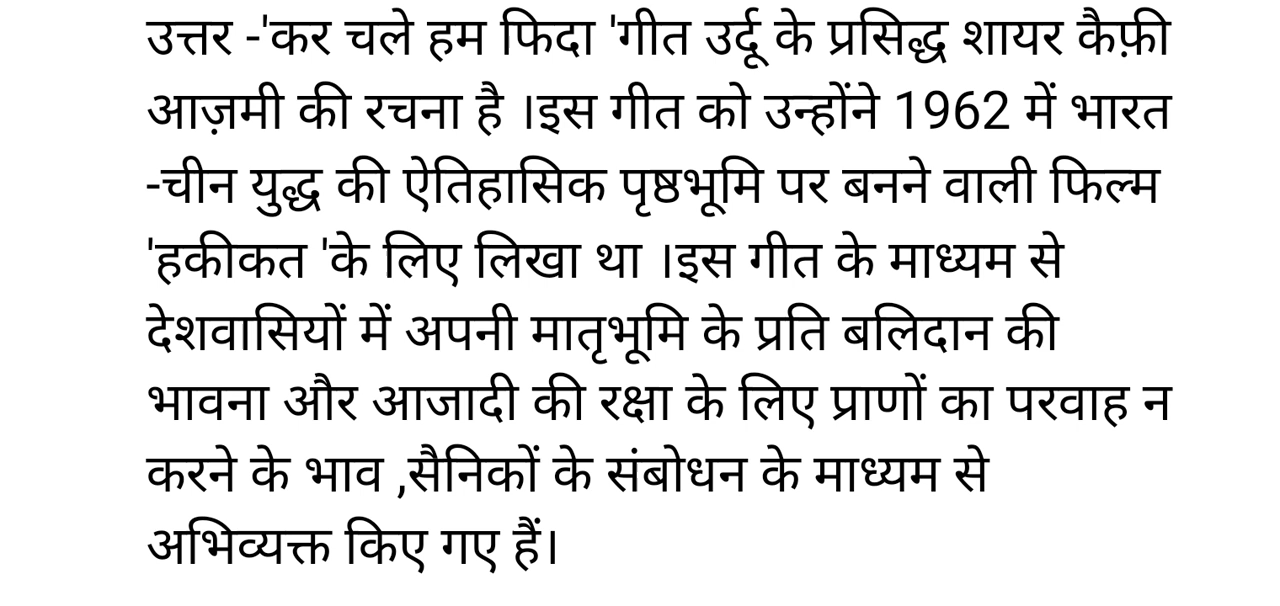 उत्तर -'कर चले हम फिदा 'गीत उर्दू के प्रसिद्ध शायर कैफ़ी
आज़मी की रचना है ।इस गीत को उन्होंने 1962 में भारत
-चीन युद्ध की ऐतिहासिक पृष्ठभूमि पर बनने वाली फिल्म
'हकीकत 'के लिए लिखा था ।इस गीत के माध्यम से
देशवासियों में अपनी मातृभूमि के प्रति बलिदान की
भावना और आजादी की रक्षा के लिए प्राणों का परवाह न
करने के भाव ,सैनिकों के संबोधन के माध्यम से
अभिव्यक्त किए गए हैं।